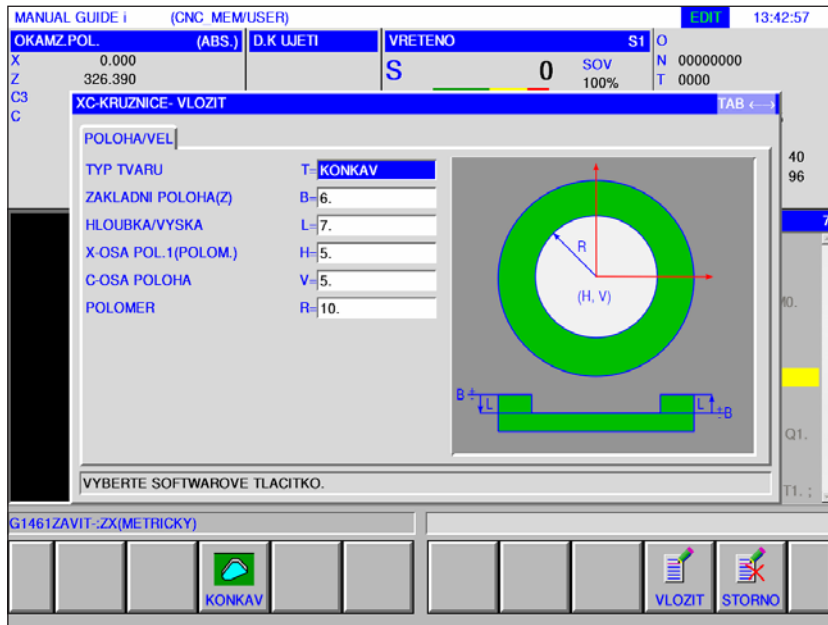 MANUAL GUIDE i (CNC_MEM/USER) EDIT 13:42:57
OKAMZ.POL. (ABS.) D.K UJETI VRETENO S1 O
X 0.000 S 0 SOV N 00000000
Z 326.390 100% T 0000
C3
C
XC-KRUZNICE- VLOZIT TAB ←→
POLOHA/VEL
TYP TVARU T= KONKAV
ZAKLADNI POLOHA(Z) B= 6.
HLOUBKA/VYSKA L= 7.
X-OSA POL.1(POLOM.) H= 5.
C-OSA POLOHA V= 5.
POLOMER R= 10.
R
(H, V)
B ± L L ±B
40
96
7
M0.
Q1.
T1. ;
VYBERTE SOFTWAROVE TLACITKO.
G1461ZAVIT-:ZX(METRICKY)
KONKAV VLOZIT STORNO